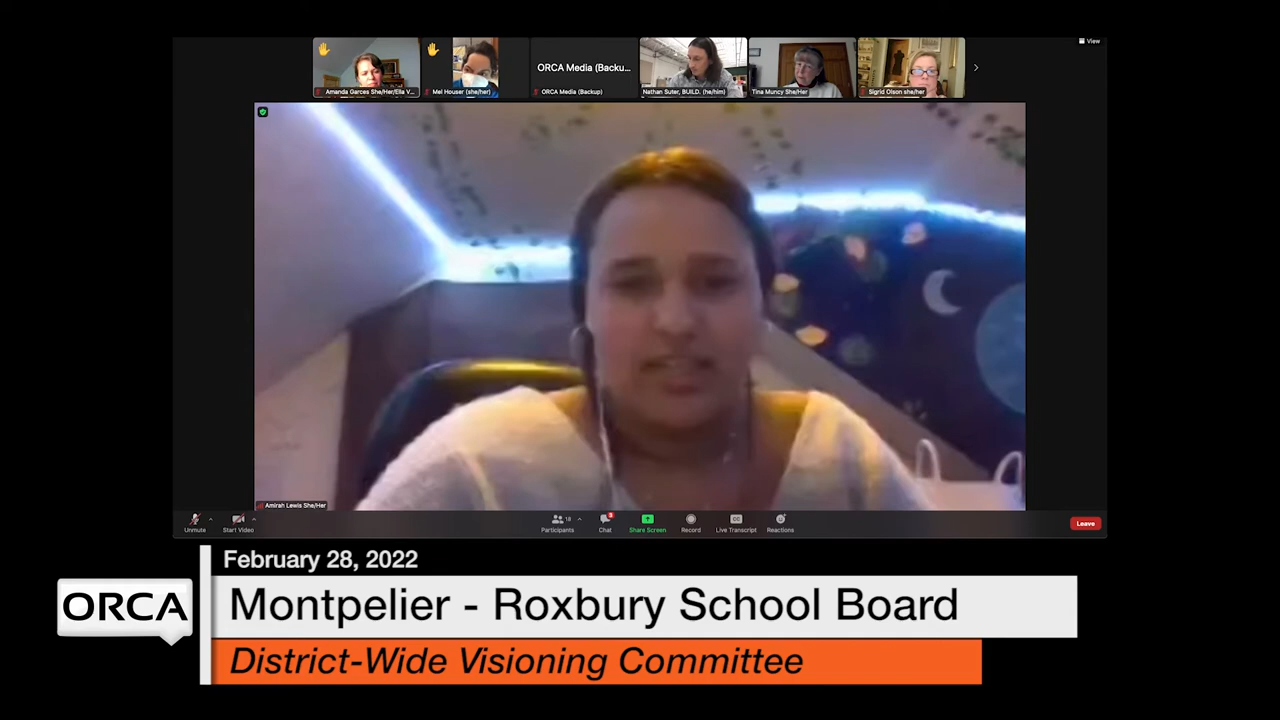 View
ORCA Media (Backu...
Amanda Garces She/Her/Ella V...
Mel Houser (she/her)
ORCA Media (Backup)
Nathan Suter, BUILD. (he/him)
Tina Muncy She/Her
Sigrid Olson she/her
Amirah Lewis She/Her
Unmute
Start Video
18
Participants
3
Chat
Share Screen
Record
CC
Live Transcript
Reactions
Leave
February 28, 2022
ORCA
Montpelier - Roxbury School Board
District-Wide Visioning Committee